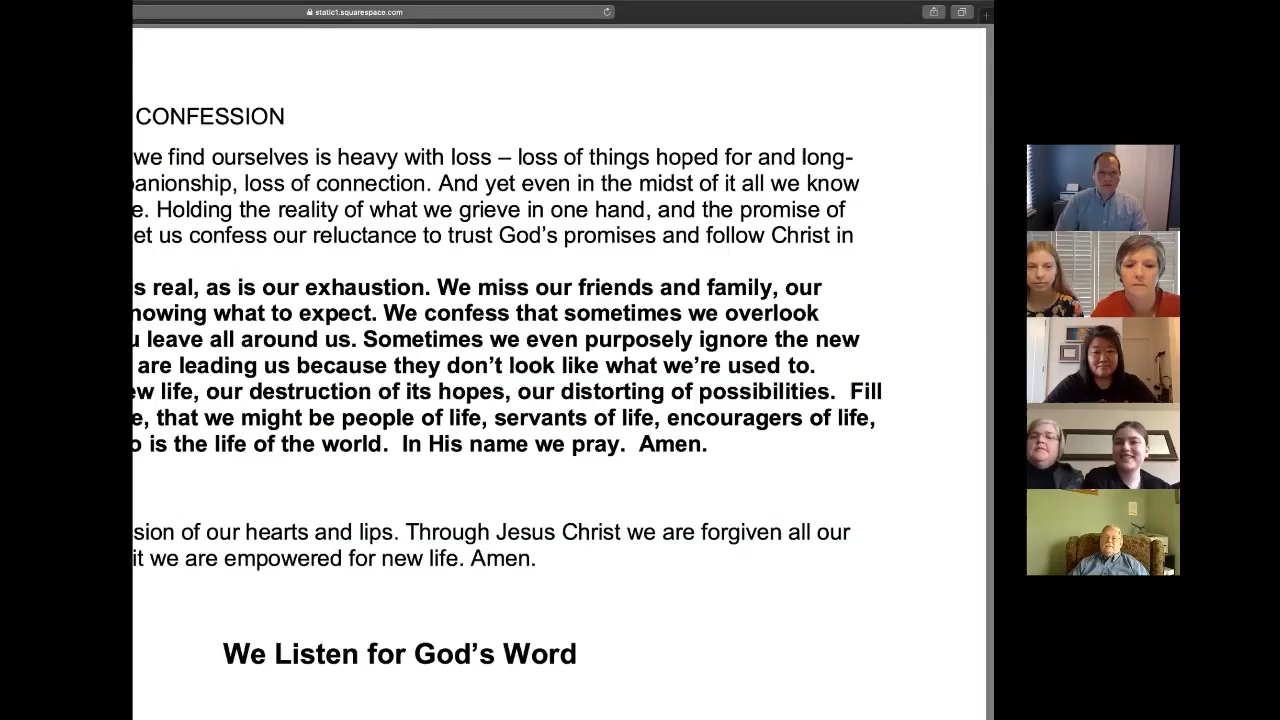 static1.squarespace.com
CONFESSION
we find ourselves is heavy with loss – loss of things hoped for and long-
panionship, loss of connection. And yet even in the midst of it all we know
e. Holding the reality of what we grieve in one hand, and the promise of
et us confess our reluctance to trust God’s promises and follow Christ in
s real, as is our exhaustion. We miss our friends and family, our
nowing what to expect. We confess that sometimes we overlook
u leave all around us. Sometimes we even purposely ignore the new
are leading us because they don’t look like what we’re used to.
ew life, our destruction of its hopes, our distorting of possibilities.  Fill
e, that we might be people of life, servants of life, encouragers of life,
o is the life of the world.  In His name we pray.  Amen.
sion of our hearts and lips. Through Jesus Christ we are forgiven all our
it we are empowered for new life. Amen.
We Listen for God’s Word